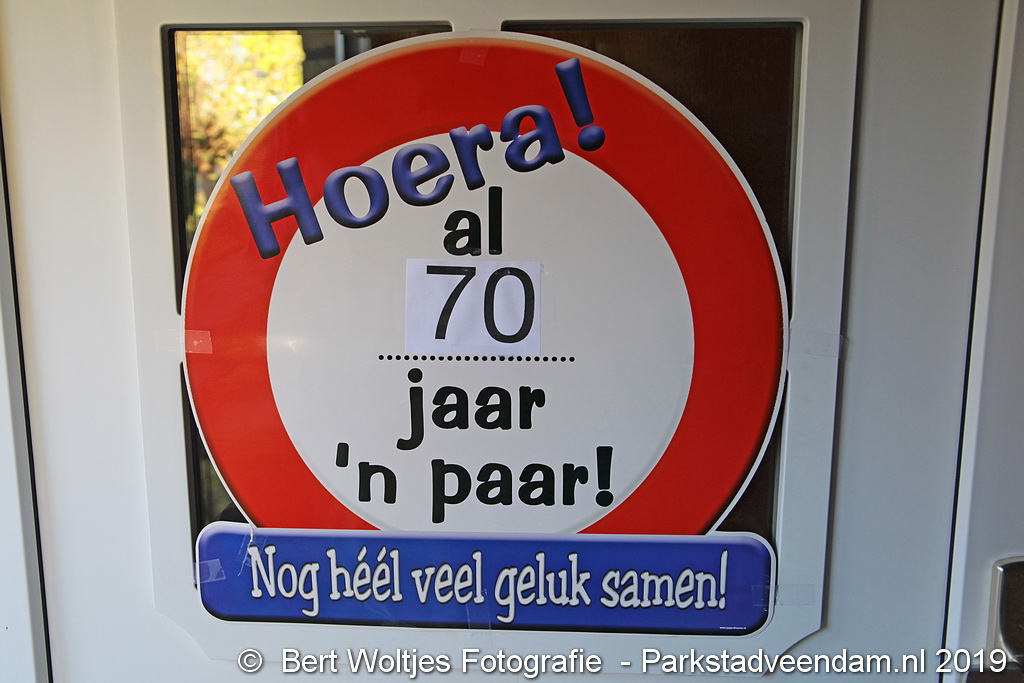 Hoera!
al
70
jaar
'n paar!
Nog héél veel geluk samen!
© Bert Woltjes Fotografie - Parkstadveendam.nl 2019